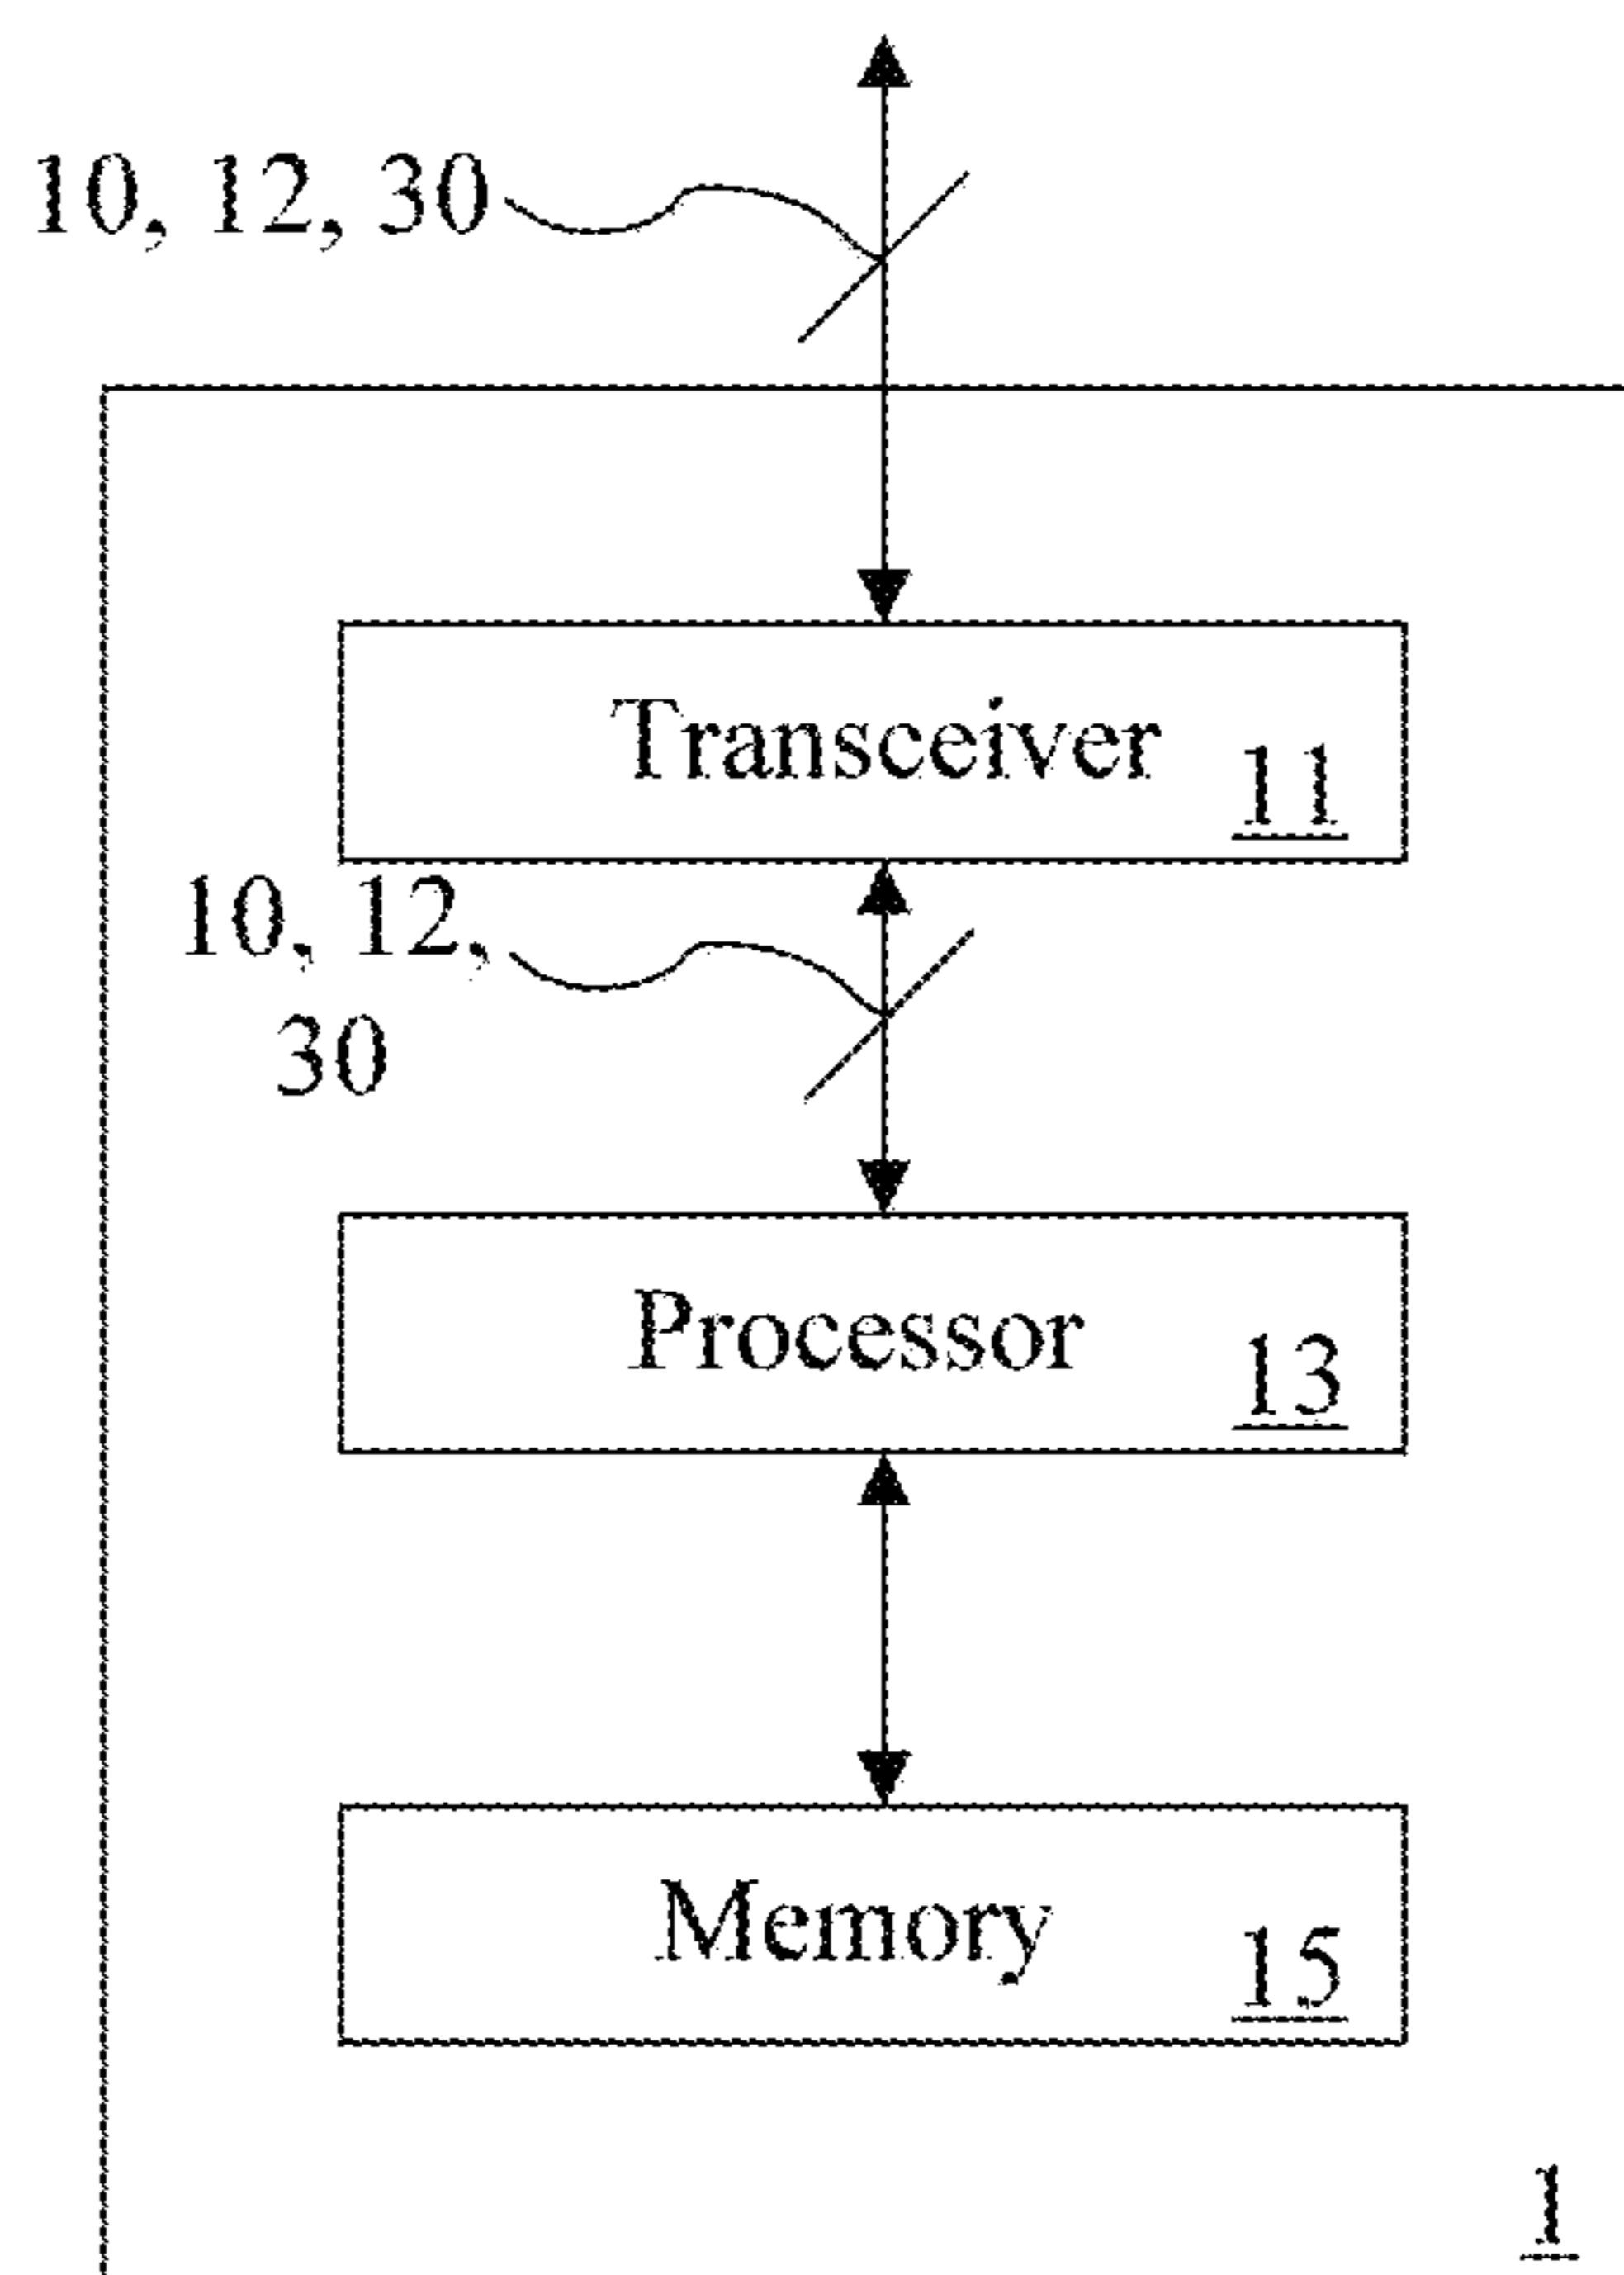 10, 12, 30
Transceiver 11
10, 12,
30
Processor 13
Memory 15
1